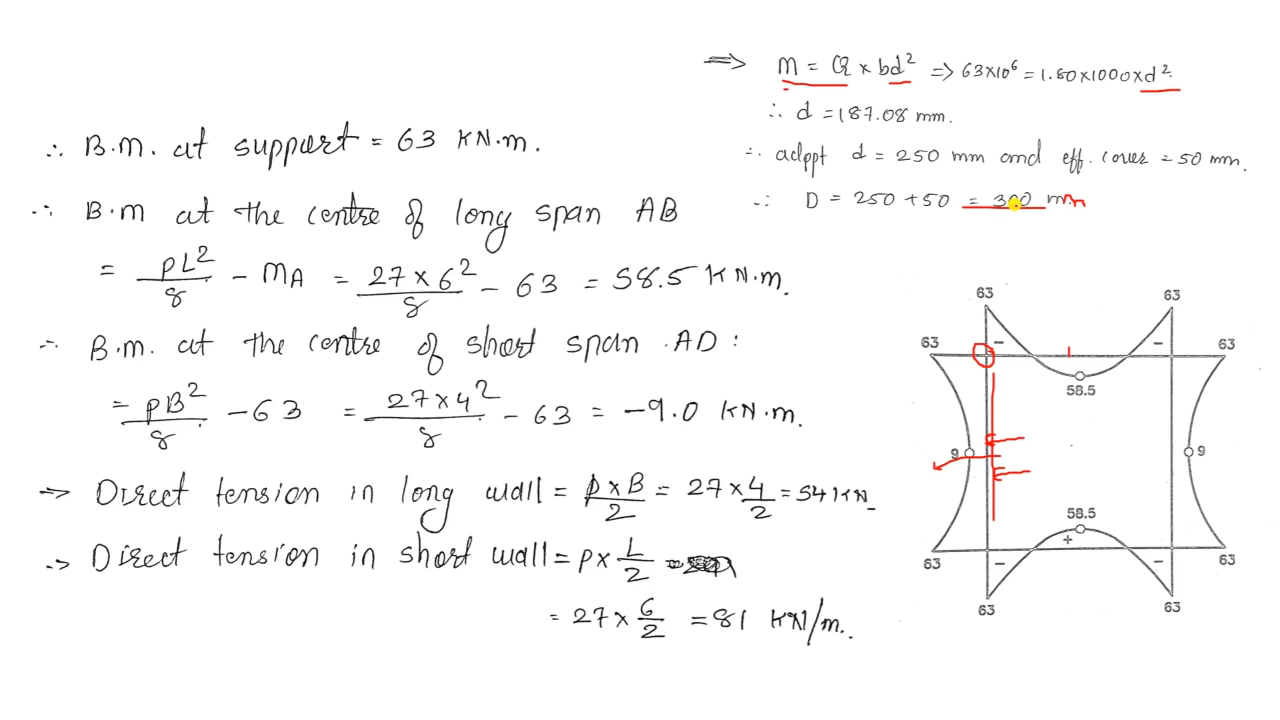 ⇒ M = Q × bd² ⇒ 63×10⁶ = 1.80×1000×d²
∴ d = 187.08 mm.
∴ adopt d = 250 mm and eff. cover = 50 mm.
∴ D = 250 + 50 = 300 mm
∴ B.M. at support = 63 KN.m.
∴ B.M at the centre of long span AB
= pL²/8 - MA = 27 × 6²/8 - 63 = 58.5 KN.m.
∴ B.M. at the centre of short span AD :
= pB²/8 - 63 = 27 × 4²/8 - 63 = -9.0 KN.m.
⇒ Direct tension in long wall = p×B/2 = 27 × 4/2 = 54 KN
⇒ Direct tension in short wall = p × L/2 =
= 27 × 6/2 = 81 KN/m.
63 63
63 - - 63
58.5
9 9
58.5
+
63 - - 63
63 63